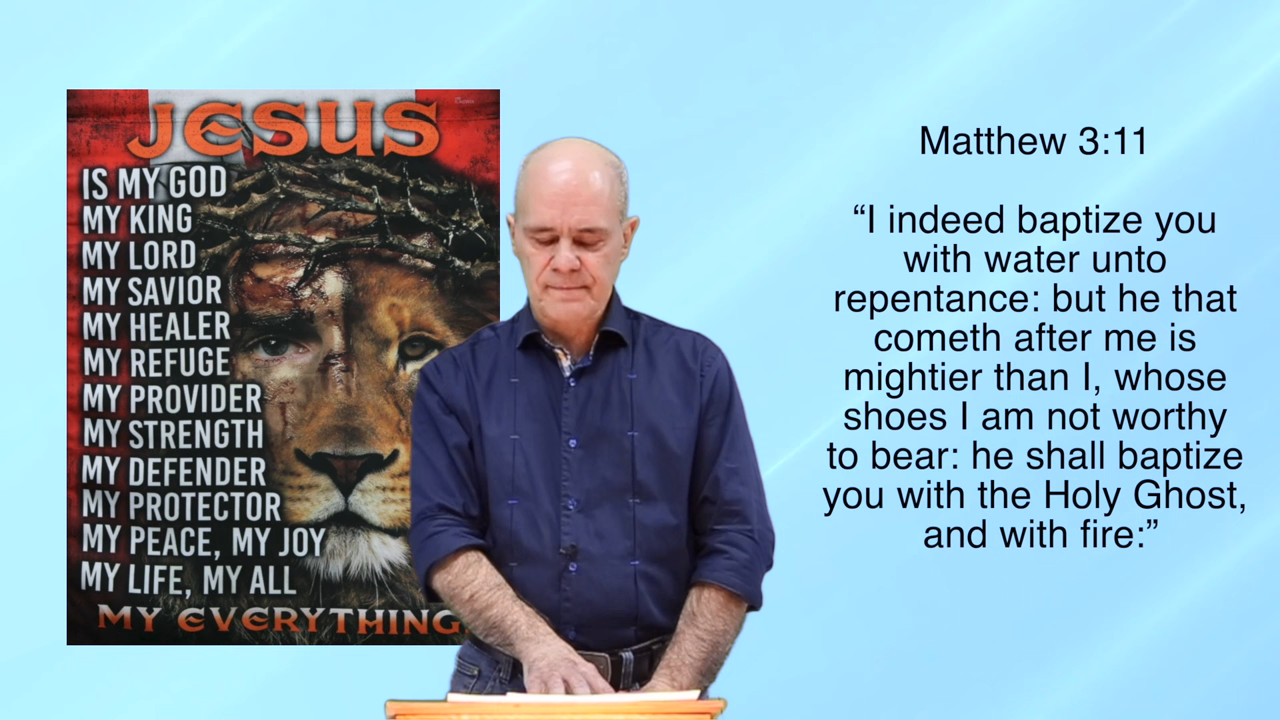 JESUS
IS MY GOD
MY KING
MY LORD
MY SAVIOR
MY HEALER
MY REFUGE
MY PROVIDER
MY STRENGTH
MY DEFENDER
MY PROTECTOR
MY PEACE, MY JOY
MY LIFE, MY ALL
MY EVERYTHING
Matthew 3:11
“I indeed baptize you
with water unto
repentance: but he that
cometh after me is
mightier than I, whose
shoes I am not worthy
to bear: he shall baptize
you with the Holy Ghost,
and with fire:”